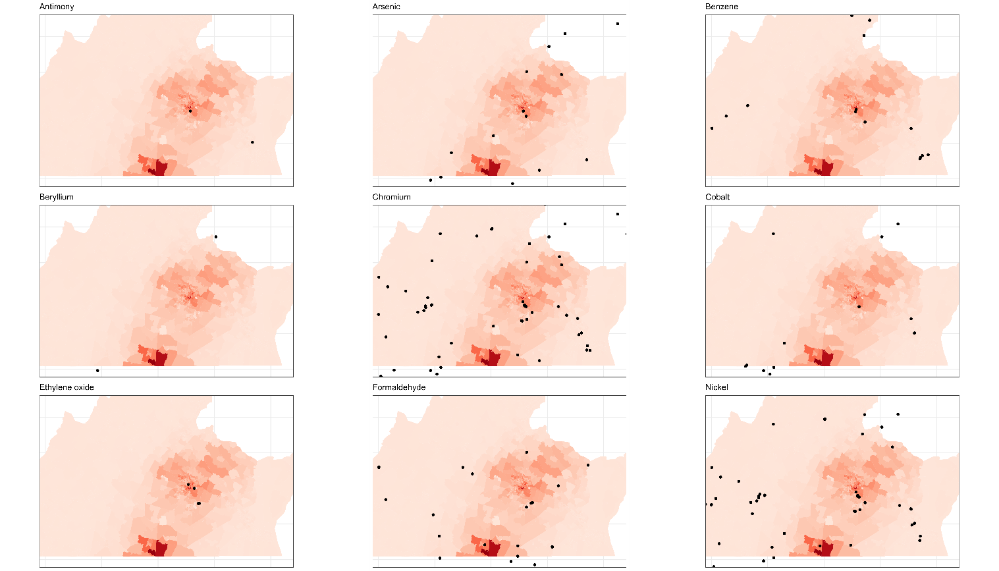 Antimony
Arsenic
Benzene
Beryllium
Chromium
Cobalt
Ethylene oxide
Formaldehyde
Nickel